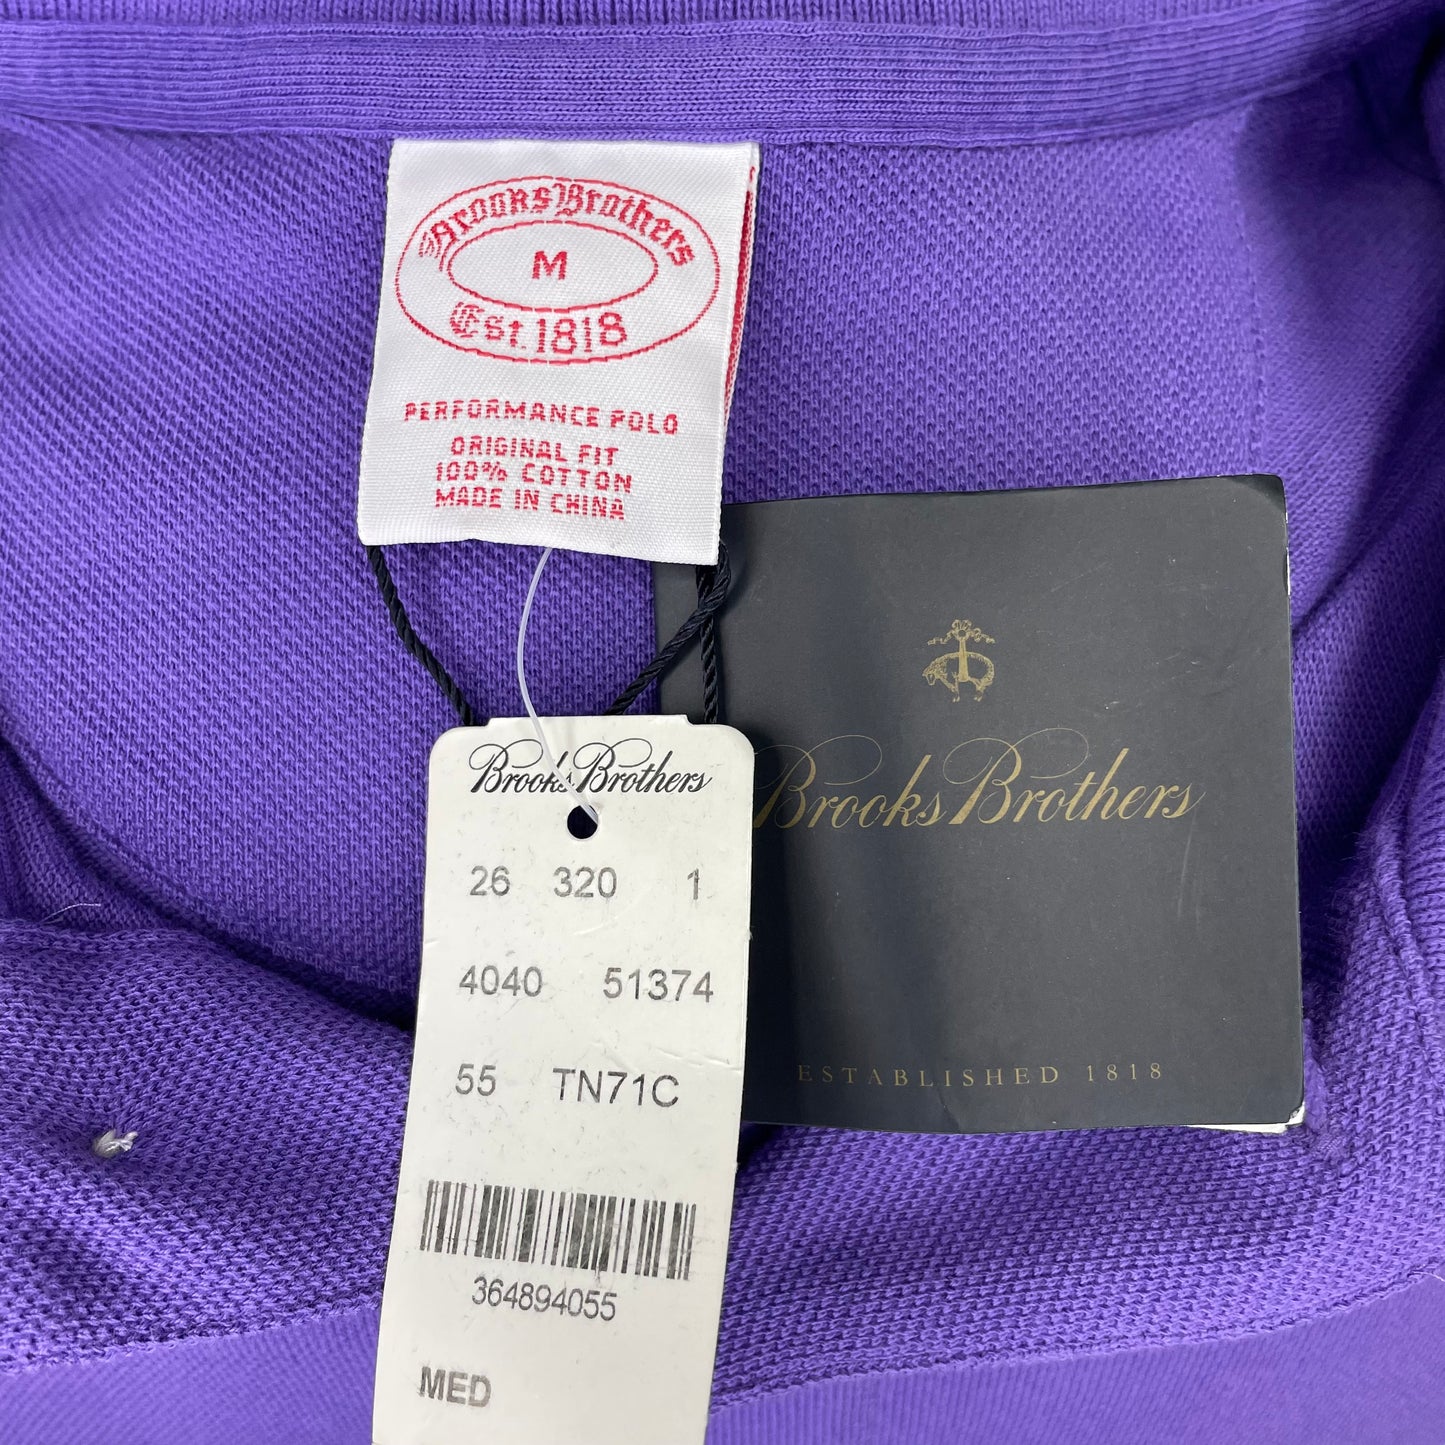 Brooks Brothers
M
Est. 1818
PERFORMANCE POLO
ORIGINAL FIT
100% COTTON
MADE IN CHINA
Brooks Brothers
26 320 1
4040 51374
55 TN71C
364894055
MED
Brooks Brothers
ESTABLISHED 1818